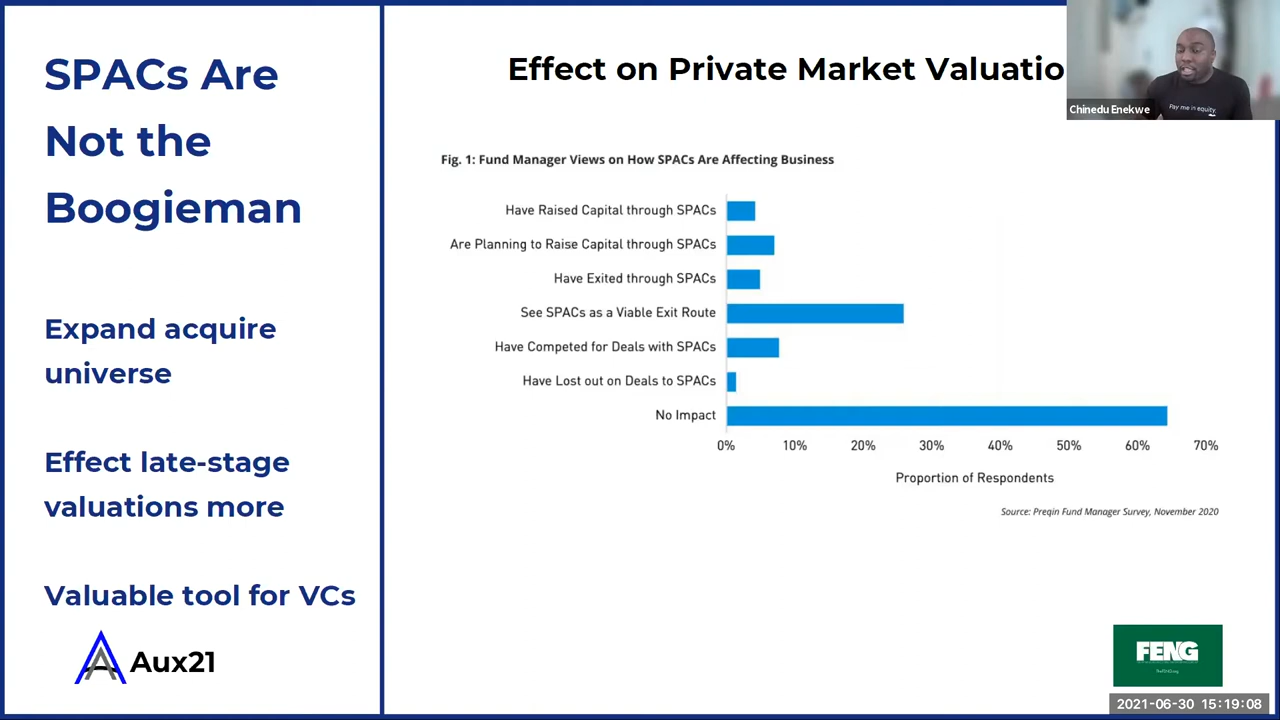 SPACs Are
Not the
Boogieman
Expand acquire
universe
Effect late-stage
valuations more
Valuable tool for VCs
Aux21
Effect on Private Market Valuatio
Chinedu Enekwe
Pay me in equity.
Fig. 1: Fund Manager Views on How SPACs Are Affecting Business
Have Raised Capital through SPACs
Are Planning to Raise Capital through SPACs
Have Exited through SPACs
See SPACs as a Viable Exit Route
Have Competed for Deals with SPACs
Have Lost out on Deals to SPACs
No Impact
0% 10% 20% 30% 40% 50% 60% 70%
Proportion of Respondents
Source: Preqin Fund Manager Survey, November 2020
FENG
2021-06-30 15:19:08